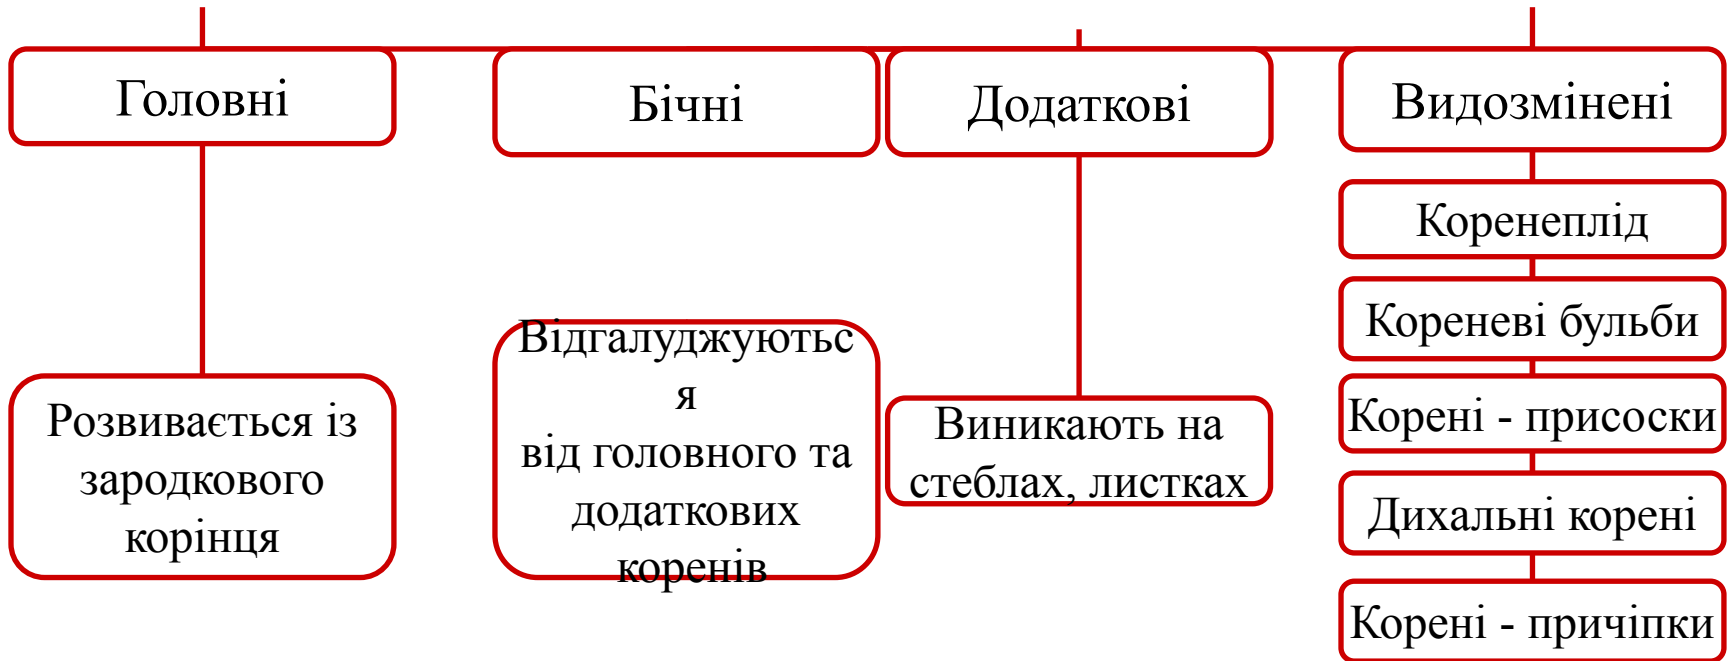 Головні
Бічні
Додаткові
Видозмінені
Розвивається із
зародкового
корінця
Відгалуджуютьс
я
від головного та
додаткових
коренів
Виникають на
стеблах, листках
Коренеплід
Кореневі бульби
Корені - присоски
Дихальні корені
Корені - причіпки